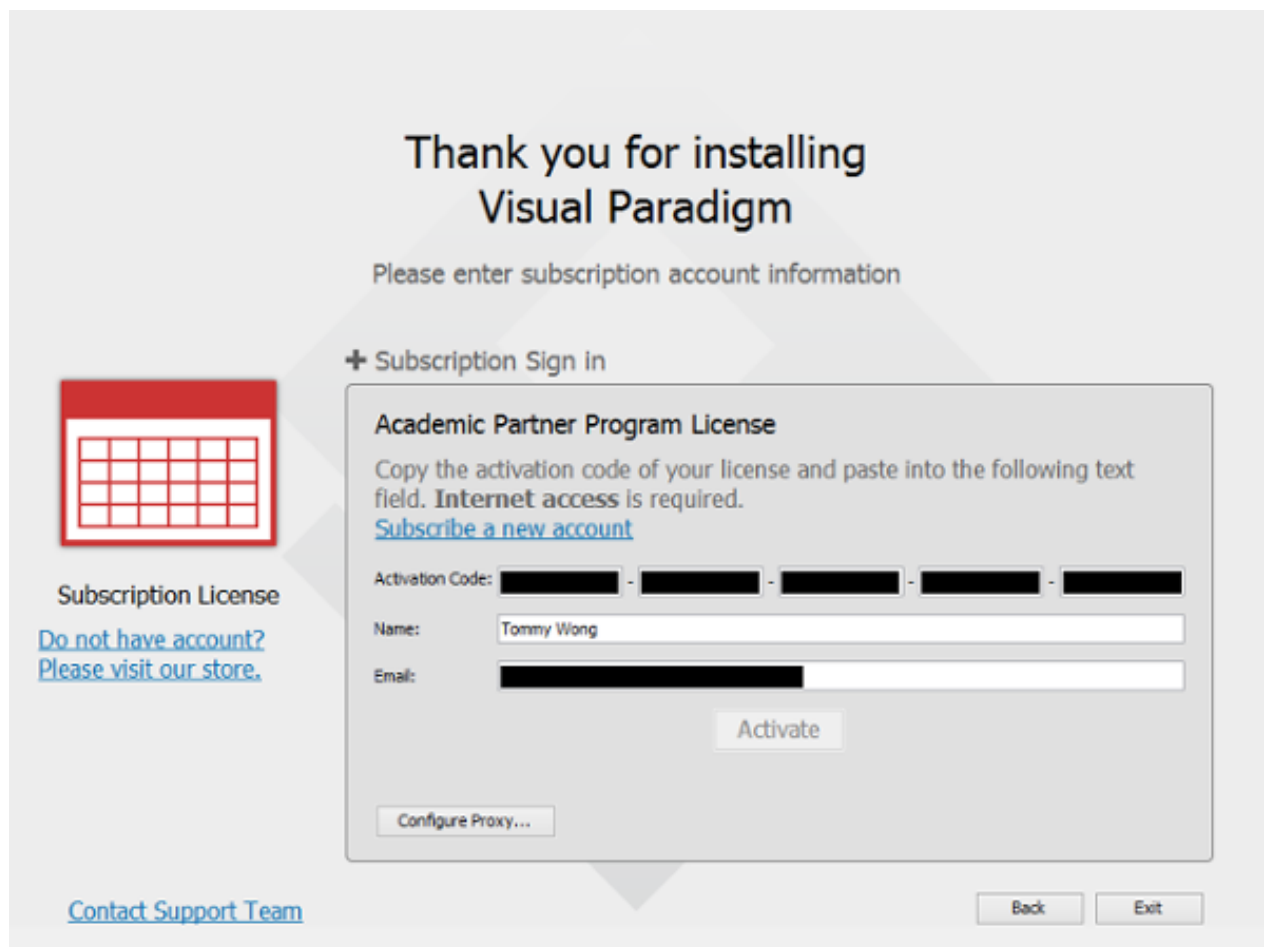 Thank you for installing
Visual Paradigm
Please enter subscription account information
+ Subscription Sign in
Academic Partner Program License
Copy the activation code of your license and paste into the following text
field. Internet access is required.
Subscribe a new account
Activation Code: - - - -
Name: Tommy Wong
Email:
Activate
Configure Proxy...
Subscription License
Do not have account?
Please visit our store.
Contact Support Team
Back Exit